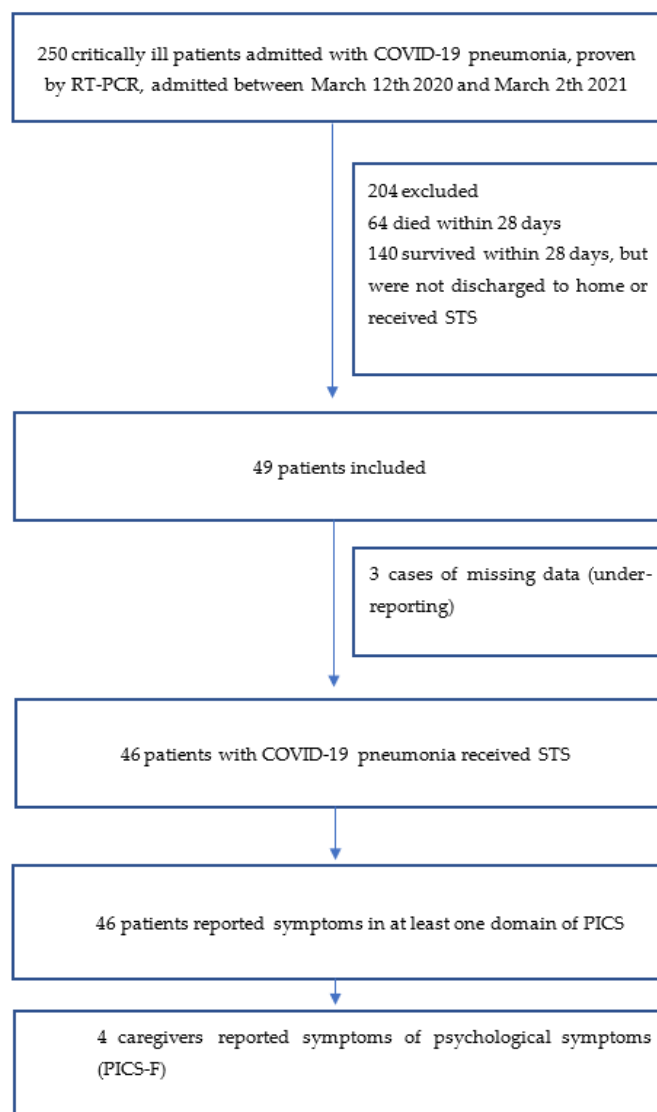 250 critically ill patients admitted with COVID-19 pneumonia, proven
by RT-PCR, admitted between March 12th 2020 and March 2th 2021
204 excluded
64 died within 28 days
140 survived within 28 days, but
were not discharged to home or
received STS
49 patients included
3 cases of missing data (under-
reporting)
46 patients with COVID-19 pneumonia received STS
46 patients reported symptoms in at least one domain of PICS
4 caregivers reported symptoms of psychological symptoms
(PICS-F)